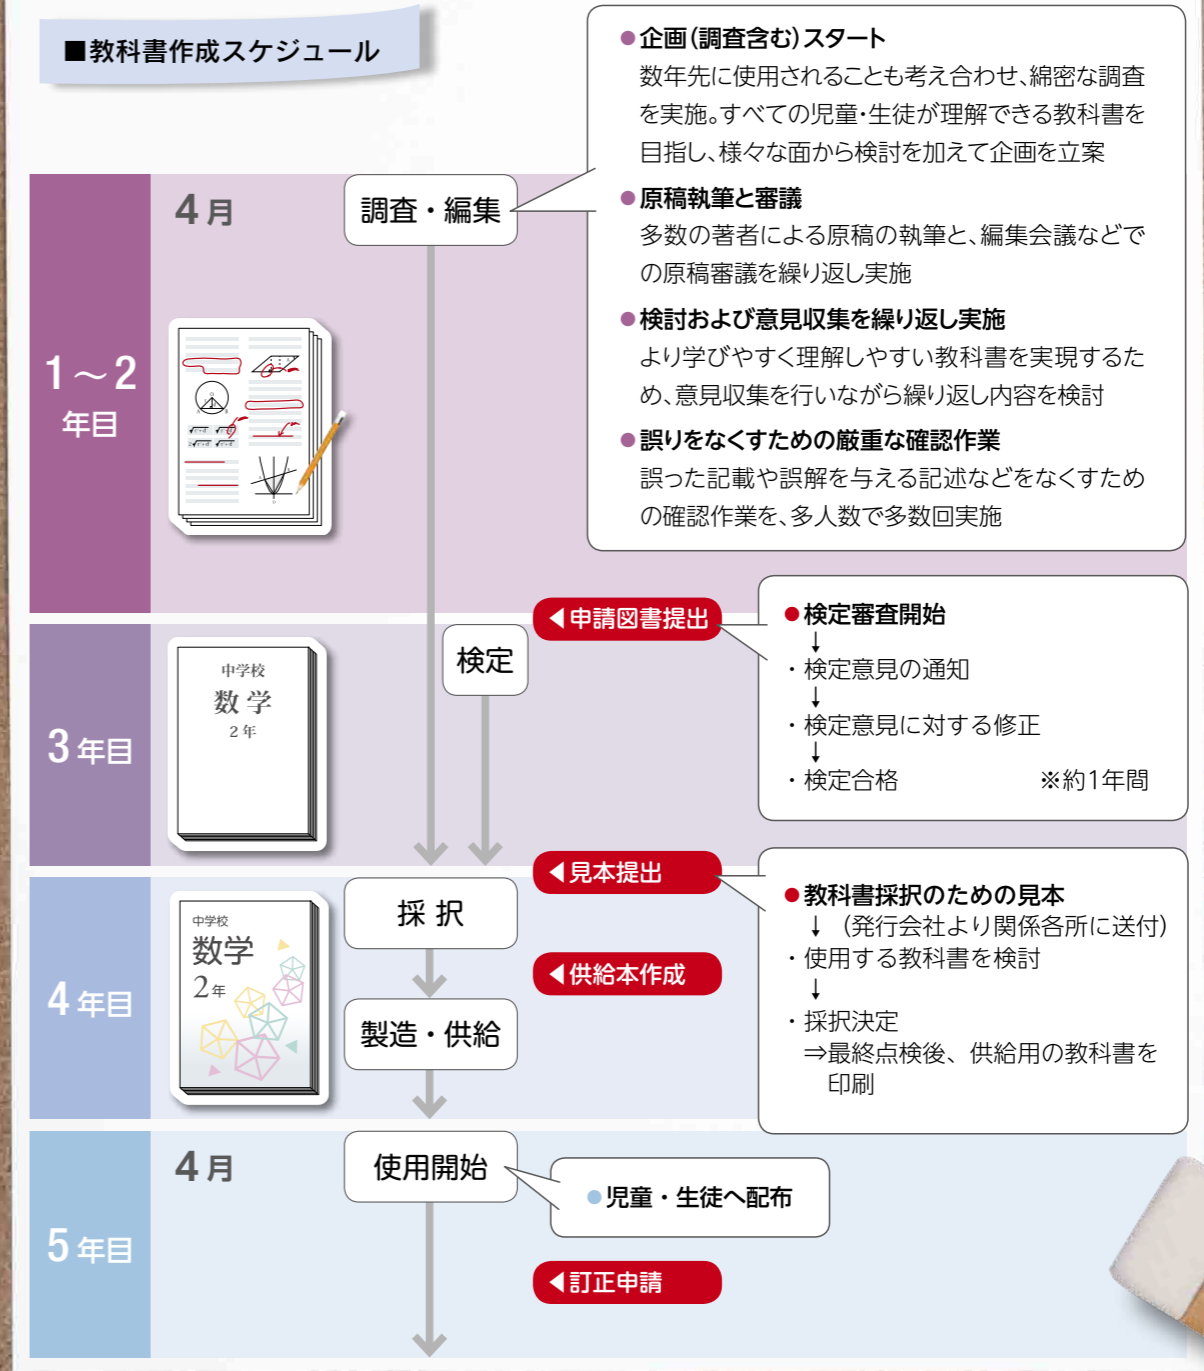 ■教科書作成スケジュール
●企画（調査含む）スタート
数年先に使用されることも考え合わせ、綿密な調査
を実施。すべての児童・生徒が理解できる教科書を
目指し、様々な面から検討を加えて企画を立案
●原稿執筆と審議
多数の著者による原稿の執筆と、編集会議などで
の原稿審議を繰り返し実施
●検討および意見収集を繰り返し実施
より学びやすく理解しやすい教科書を実現するた
め、意見収集を行いながら繰り返し内容を検討
●誤りをなくすための厳重な確認作業
誤った記載や誤解を与える記述などをなくすため
の確認作業を、多人数で多数回実施
1～2
年目
4月
調査・編集
◀申請図書提出
3年目
中学校
数学
2年
検定
●検定審査開始
↓
・検定意見の通知
↓
・検定意見に対する修正
↓
・検定合格　※約1年間
◀見本提出
4年目
中学校
数学
2年
採択
◀供給本作成
製造・供給
●教科書採択のための見本
↓（発行会社より関係各所に送付）
・使用する教科書を検討
↓
・採択決定
⇒最終点検後、供給用の教科書を
印刷
5年目
4月
使用開始
●児童・生徒へ配布
◀訂正申請